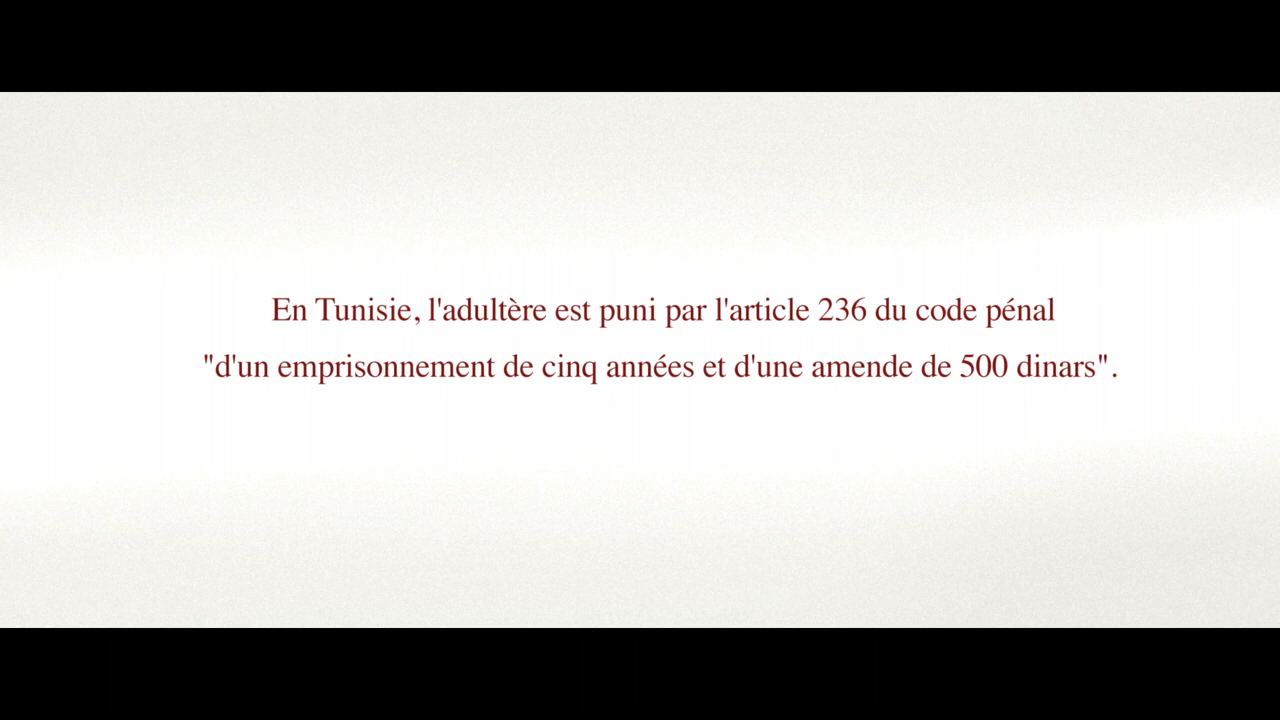 En Tunisie, l'adultère est puni par l'article 236 du code pénal
"d'un emprisonnement de cinq années et d'une amende de 500 dinars".